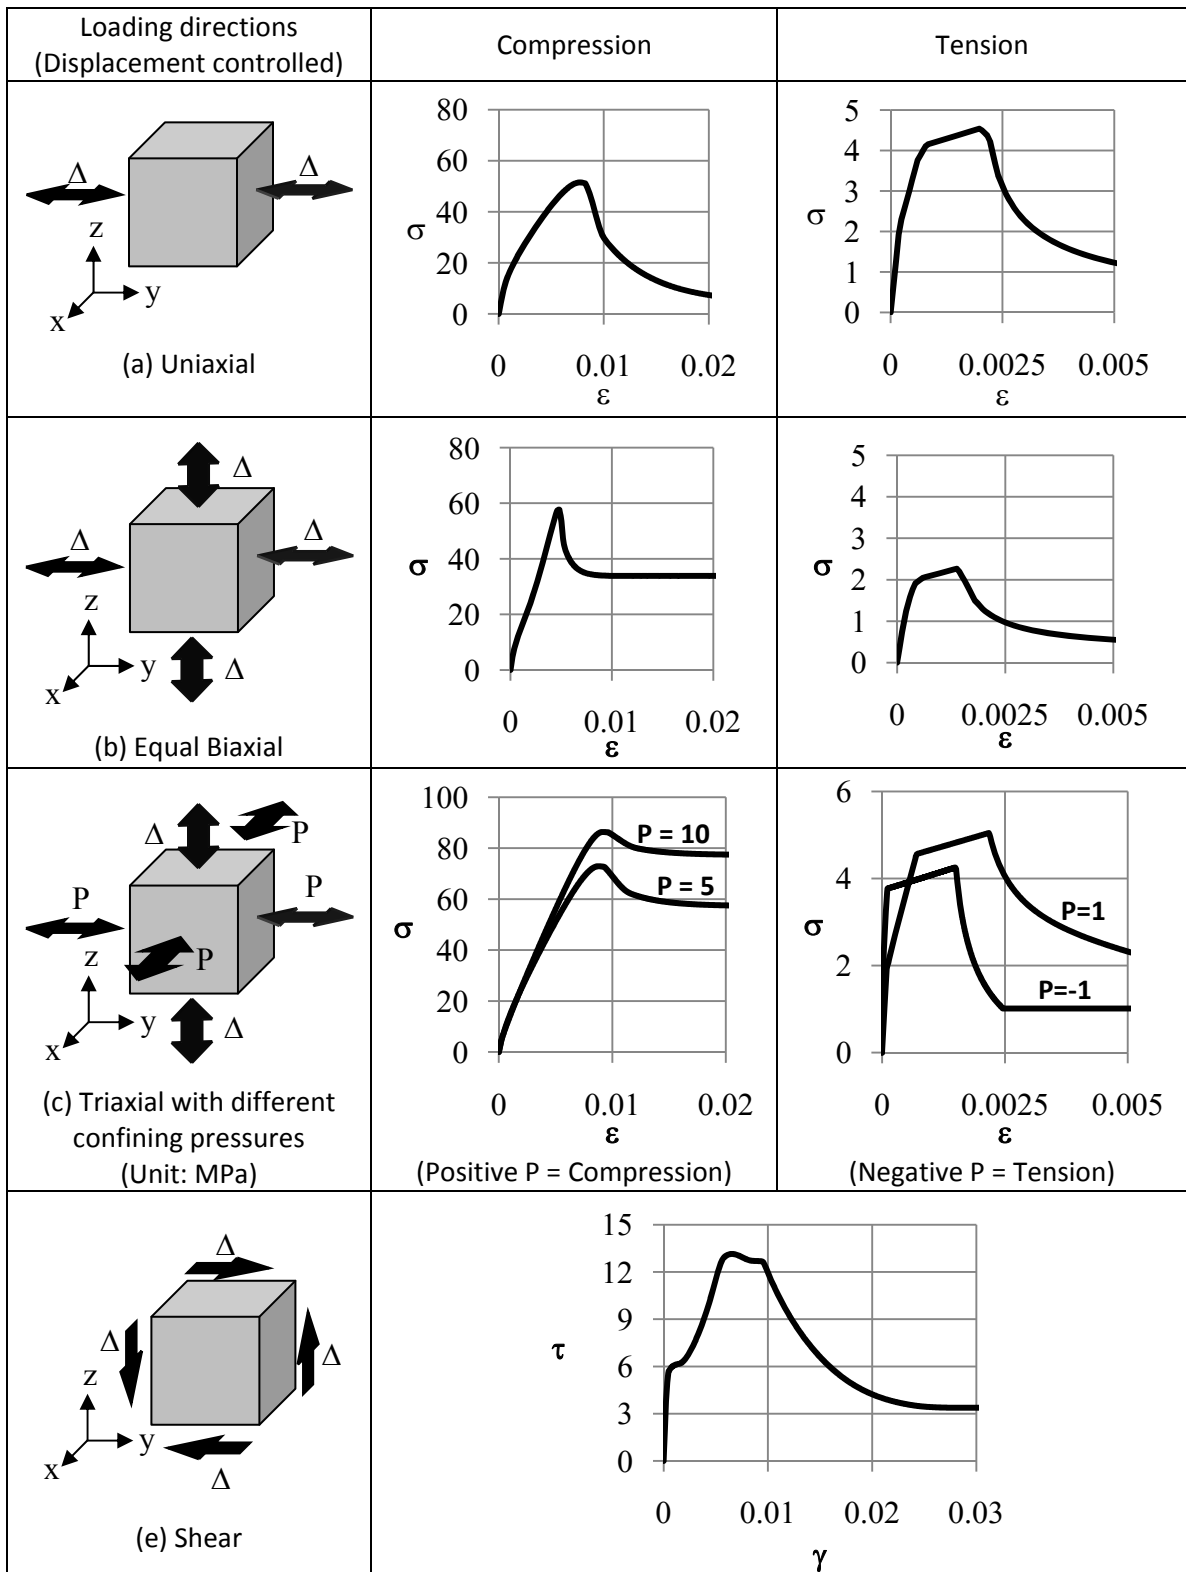 Loading directions
(Displacement controlled)
Compression
Tension
Δ
Δ
z
y
x
(a) Uniaxial
80
60
40
20
0
σ
0 0.01 0.02
ε
5
4
3
2
1
0
σ
0 0.0025 0.005
ε
Δ
Δ
Δ
z
y
Δ
x
(b) Equal Biaxial
80
60
40
20
0
σ
0 0.01 0.02
ε
5
4
3
2
1
0
σ
0 0.0025 0.005
ε
Δ
P
P
P
P
z
y
Δ
x
(c) Triaxial with different
confining pressures
(Unit: MPa)
100
80
60
40
20
0
σ
P = 10
P = 5
0 0.01 0.02
ε
(Positive P = Compression)
6
4
2
0
σ
P=1
P=-1
0 0.0025 0.005
ε
(Negative P = Tension)
Δ
Δ
Δ
z
y
x
Δ
(e) Shear
15
12
9
6
3
0
τ
0 0.01 0.02 0.03
γ